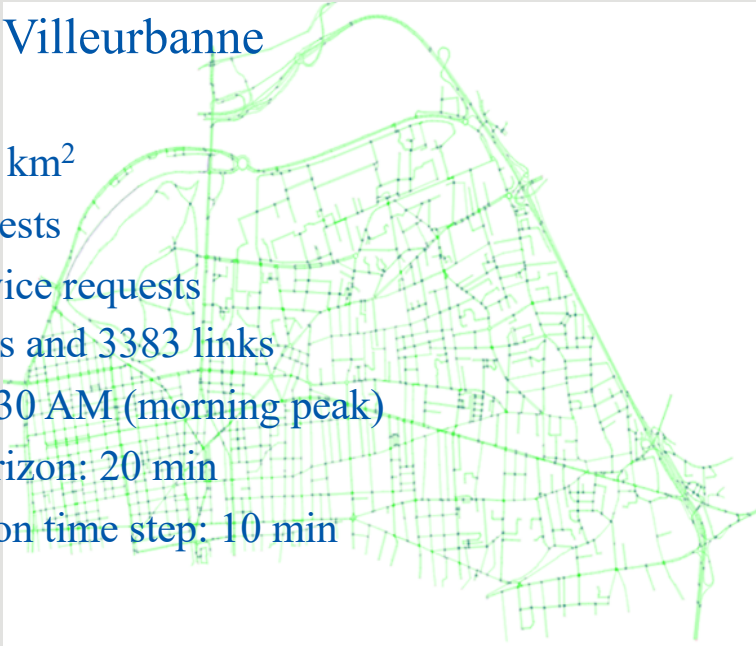 Villeurbanne
km²
ests
ice requests
s and 3383 links
30 AM (morning peak)
rizon: 20 min
on time step: 10 min